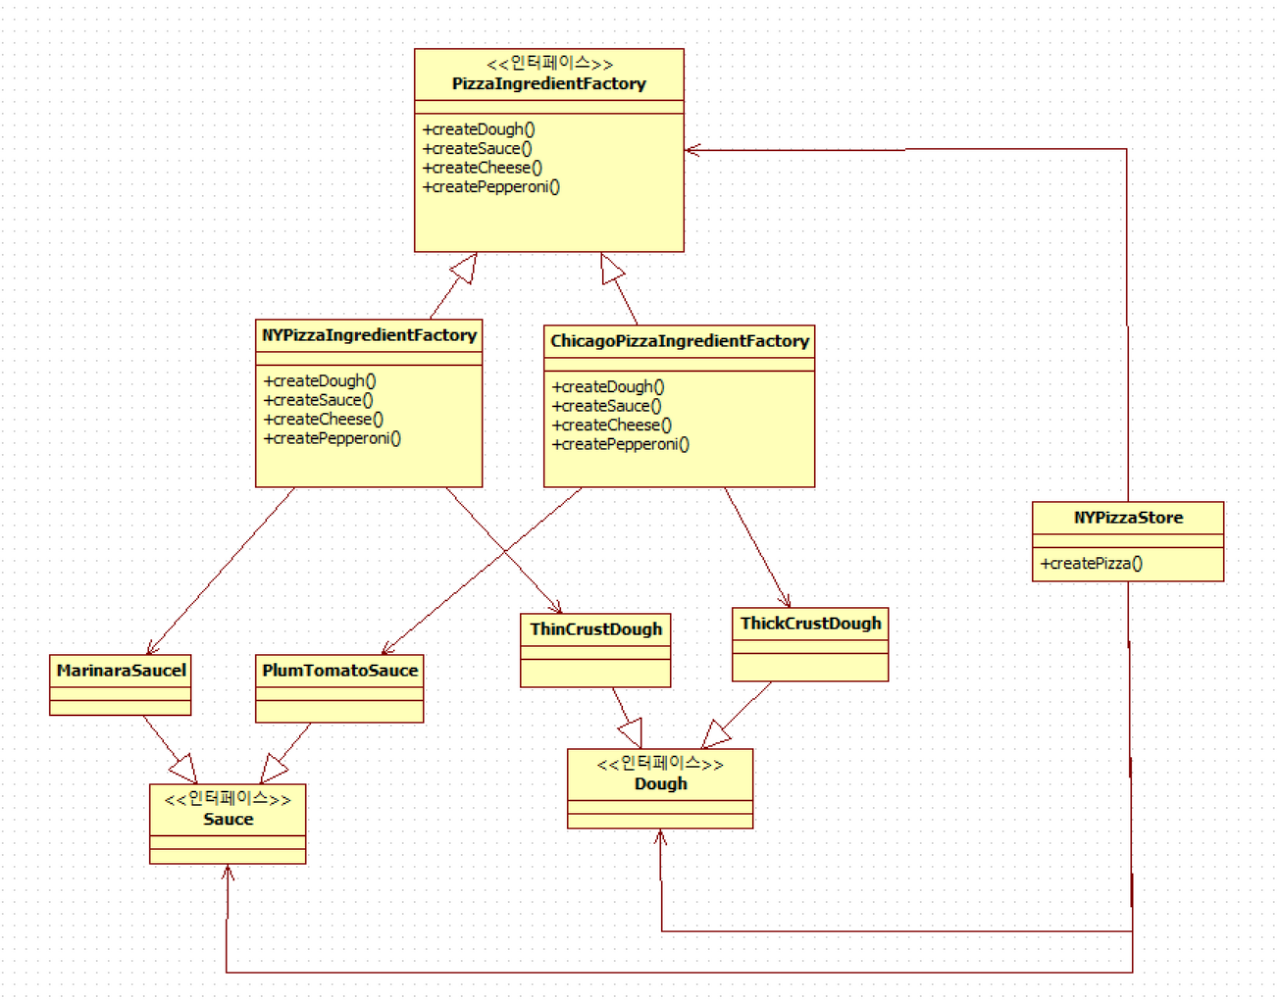 <<인터페이스>>
PizzaIngredientFactory
+createDough()
+createSauce()
+createCheese()
+createPepperoni()
NYPizzaIngredientFactory
+createDough()
+createSauce()
+createCheese()
+createPepperoni()
ChicagoPizzaIngredientFactory
+createDough()
+createSauce()
+createCheese()
+createPepperoni()
NYPizzaStore
+createPizza()
MarinaraSaucel
PlumTomatoSauce
ThinCrustDough
ThickCrustDough
<<인터페이스>>
Sauce
<<인터페이스>>
Dough